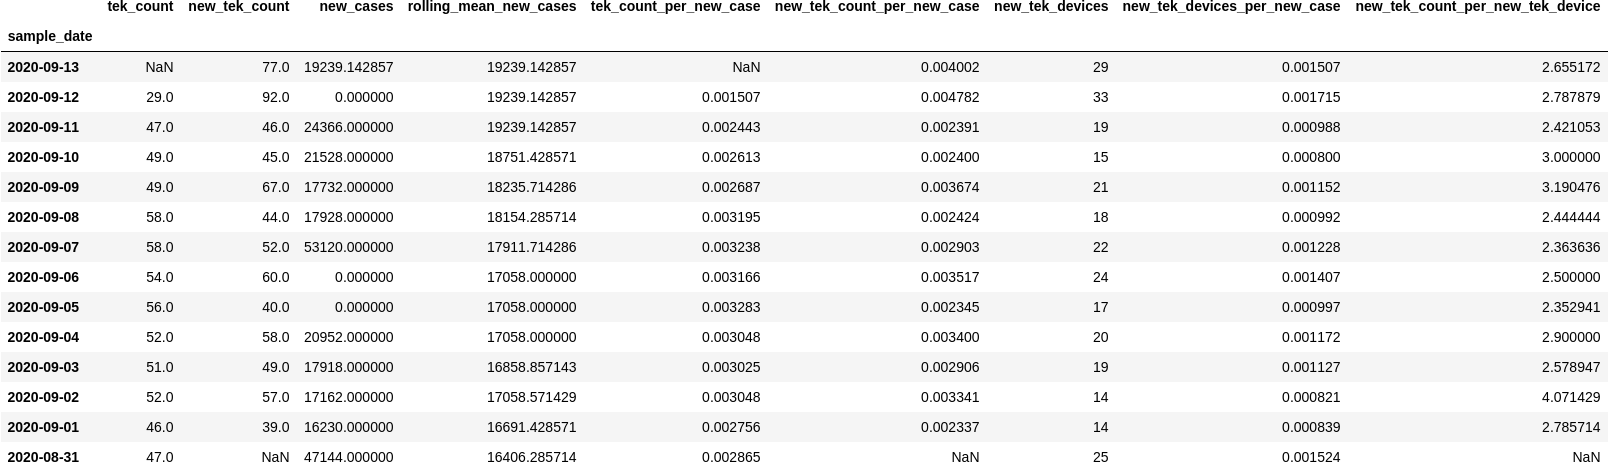 tek_count new_tek_count new_cases rolling_mean_new_cases tek_count_per_new_case new_tek_count_per_new_case new_tek_devices new_tek_devices_per_new_case new_tek_count_per_new_tek_device
sample_date
2020-09-13 NaN 77.0 19239.142857 19239.142857 NaN 0.004002 29 0.001507 2.655172
2020-09-12 29.0 92.0 0.000000 19239.142857 0.001507 0.004782 33 0.001715 2.787879
2020-09-11 47.0 46.0 24366.000000 19239.142857 0.002443 0.002391 19 0.000988 2.421053
2020-09-10 49.0 45.0 21528.000000 18751.428571 0.002613 0.002400 15 0.000800 3.000000
2020-09-09 49.0 67.0 17732.000000 18235.714286 0.002687 0.003674 21 0.001152 3.190476
2020-09-08 58.0 44.0 17928.000000 18154.285714 0.003195 0.002424 18 0.000992 2.444444
2020-09-07 58.0 52.0 53120.000000 17911.714286 0.003238 0.002903 22 0.001228 2.363636
2020-09-06 54.0 60.0 0.000000 17058.000000 0.003166 0.003517 24 0.001407 2.500000
2020-09-05 56.0 40.0 0.000000 17058.000000 0.003283 0.002345 17 0.000997 2.352941
2020-09-04 52.0 58.0 20952.000000 17058.000000 0.003048 0.003400 20 0.001172 2.900000
2020-09-03 51.0 49.0 17918.000000 16858.857143 0.003025 0.002906 19 0.001127 2.578947
2020-09-02 52.0 57.0 17162.000000 17058.571429 0.003048 0.003341 14 0.000821 4.071429
2020-09-01 46.0 39.0 16230.000000 16691.428571 0.002756 0.002337 14 0.000839 2.785714
2020-08-31 47.0 NaN 47144.000000 16406.285714 0.002865 NaN 25 0.001524 NaN